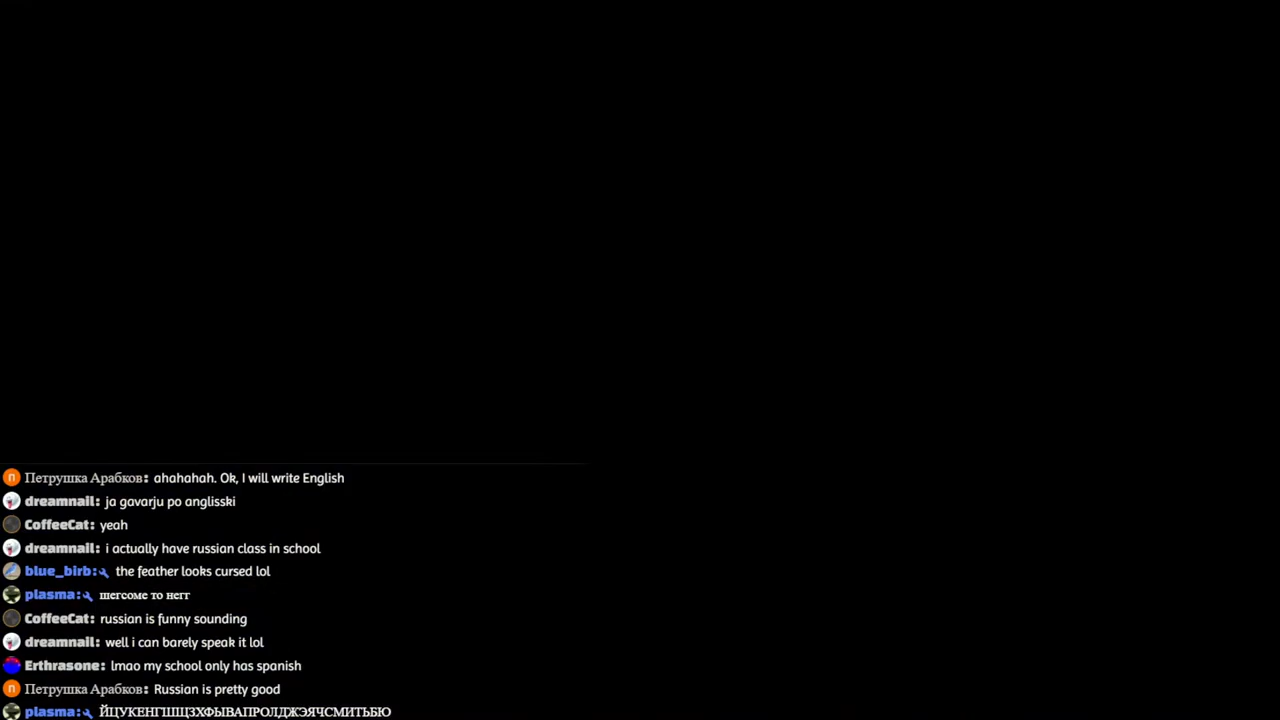 Петрушка Арабков: ahahahah. Ok, I will write English
dreamnail: ja gavarju po anglisski
CoffeeCat: yeah
dreamnail: i actually have russian class in school
blue_birb: the feather looks cursed lol
plasma: шегсоме то негг
CoffeeCat: russian is funny sounding
dreamnail: well i can barely speak it lol
Erthrasone: lmao my school only has spanish
Петрушка Арабков: Russian is pretty good
plasma: ЙЦУКЕНГШЩЗХФЫВАПРОЛДЖЭЯЧСМИТЬБЮ